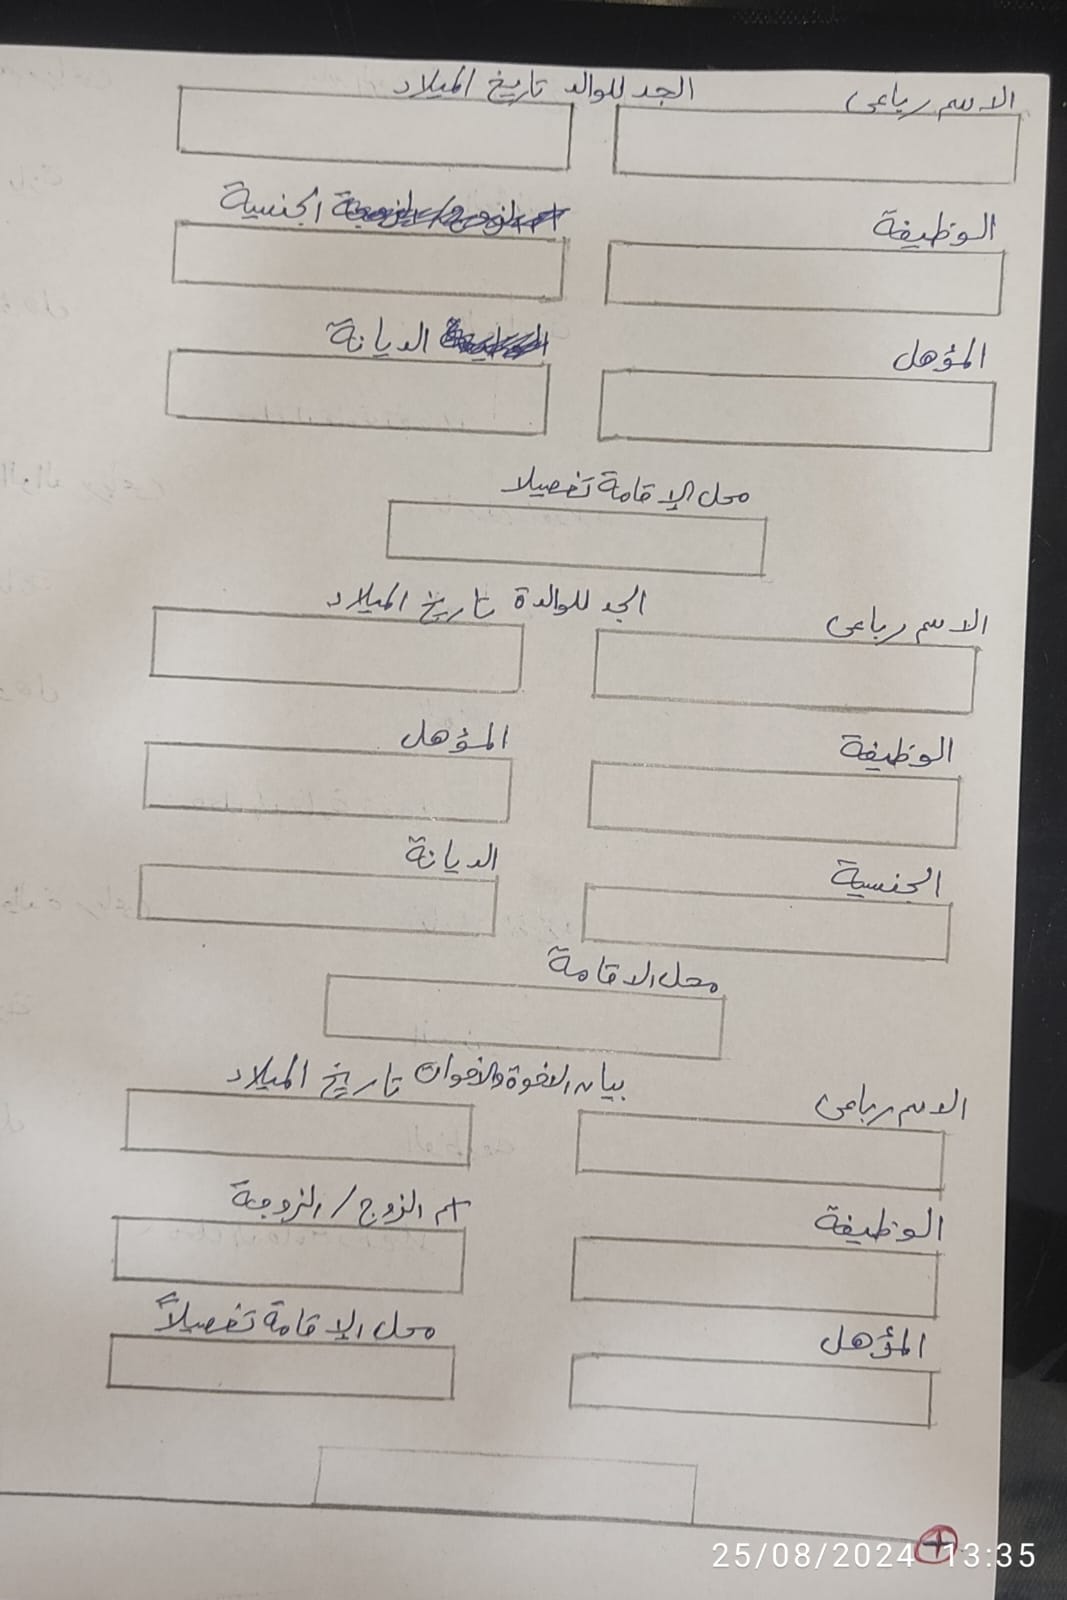 الاسم رباعى الجد للوالد تاريخ الميلاد
الوظيفة الجنسية
المؤهل الديانة
محل الإقامة تفصيلا
الاسم رباعى الجد للوالدة تاريخ الميلاد
الوظيفة المؤهل
الجنسية الديانة
محل الاقامة
الاسم رباعى بيان الاخوة والأخوات تاريخ الميلاد
الوظيفة اسم الزوج / الزوجة
المؤهل محل الإقامة تفصيلاً
+
25/08/2024 13:35